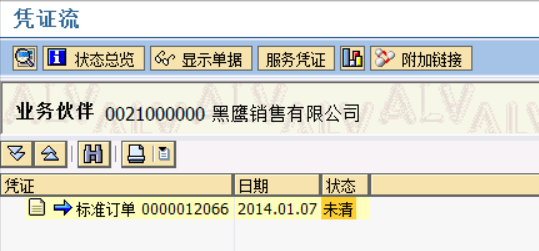 凭证流
状态总览 显示单据 服务凭证 附加链接
业务伙伴 0021000000 黑鹰销售有限公司
凭证 日期 状态
标准订单 0000012066 2014.01.07 未清